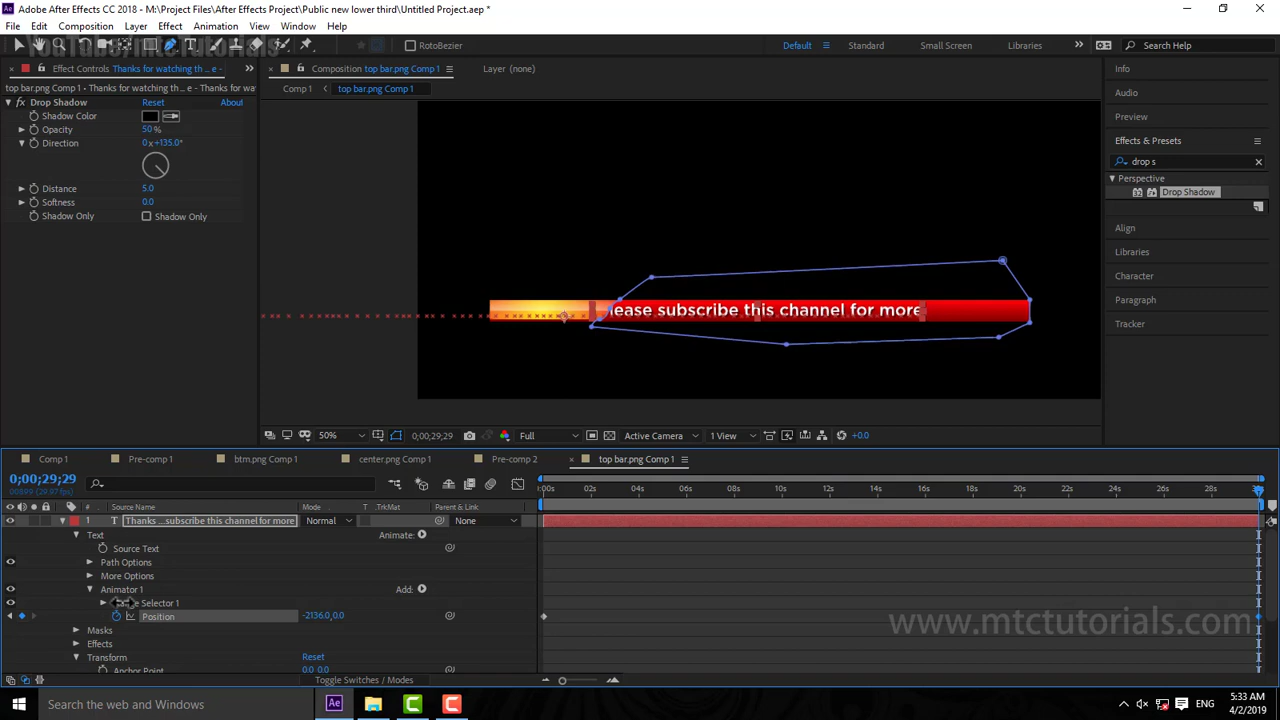 Adobe After Effects CC 2018 - M:\Project Files\After Effects Project\Public new lower third\Untitled Project.aep *
File Edit Composition Layer Effect Animation View Window Help
RotoBezier Default Standard Small Screen Libraries Search Help
Effect Controls Thanks for watching th ... e - Composition top bar.png Comp 1 Layer (none) Info
top bar.png Comp 1 • Thanks for watching th ... e - Thanks for wat Comp 1 top bar.png Comp 1
fx Drop Shadow Reset About Audio
Shadow Color Preview
Opacity 50 %
Direction 0x+135.0° Effects & Presets
drop s
Perspective
Distance 5.0 32 Drop Shadow
Softness 0.0
Shadow Only Shadow Only
Align
Libraries
Character
Paragraph
lease subscribe this channel for more
Track­er
50% 0;00;29;29 Full Active Camera 1 View +0.0
Comp 1 Pre-comp 1 btm.png Comp 1 center.png Comp 1 Pre-comp 2 top bar.png Comp 1
0;00;29;29
00899 (29.97 fps)
:00s 02s 04s 06s 08s 10s 12s 14s 16s 18s 20s 22s 24s 26s 28s
# Source Name Mode T .TrkMat Parent & Link
1 T Thanks ...subscribe this channel for more Normal None
Text Animate:
Source Text
Path Options
More Options
Animator 1 Add:
Selector 1
Position -2136.0,0.0
www.mtctutorials.com
Masks
Effects
Transform Reset
Anchor Point 0.0,0.0
Toggle Switches / Modes
Search the web and Windows Ae C C ENG 5:33 AM
4/2/2019